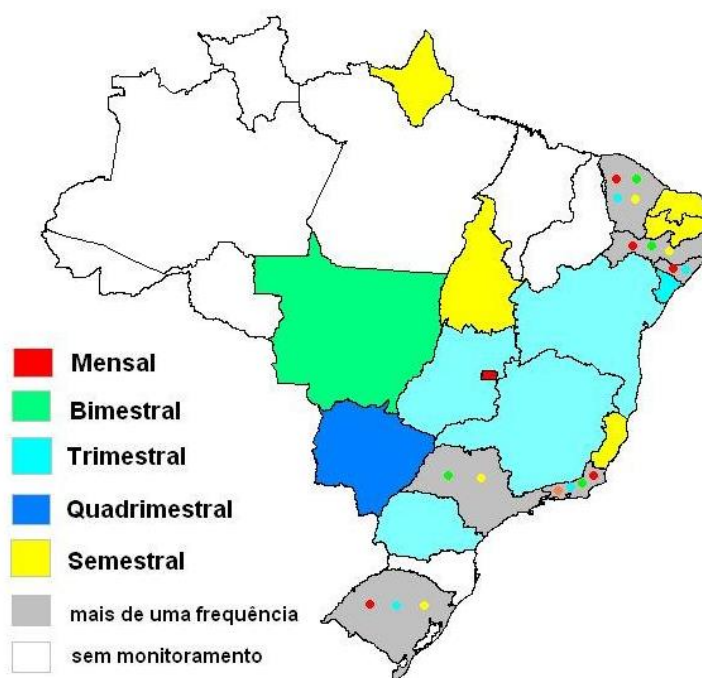 Mensal
Bimestral
Trimestral
Quadrimestral
Semestral
mais de uma frequência
sem monitoramento